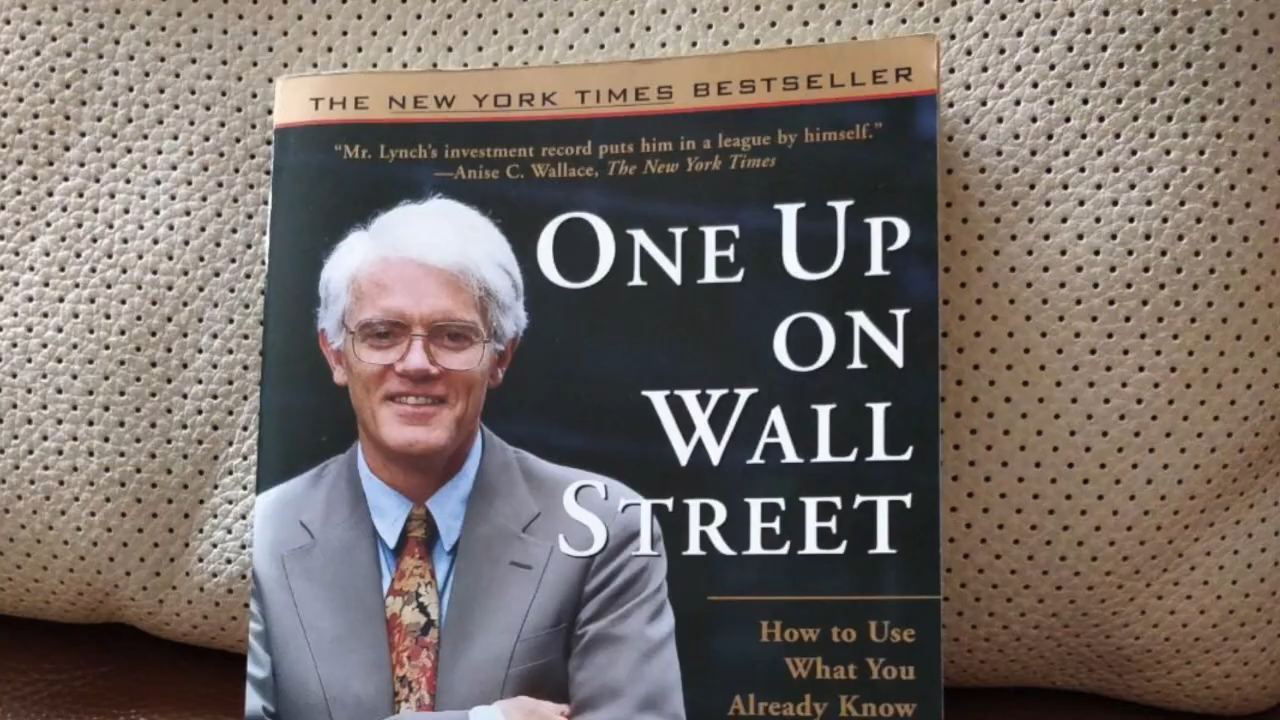 THE NEW YORK TIMES BESTSELLER
“Mr. Lynch's investment record puts him in a league by himself.”
—Anise C. Wallace, The New York Times
ONE UP
ON
WALL
STREET
How to Use
What You
Already Know